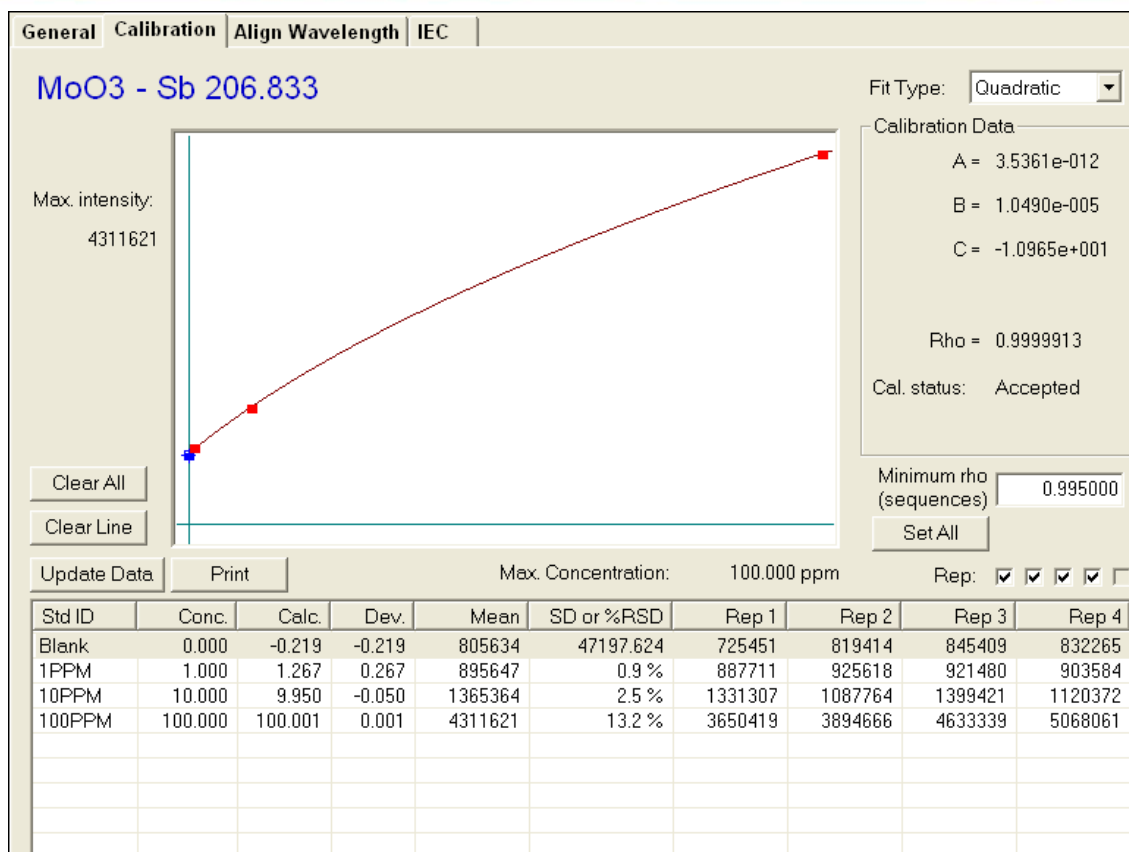 General Calibration Align Wavelength IEC
MoO3 - Sb 206.833
Fit Type: Quadratic
Calibration Data
A = 3.5361e-012
Max. intensity:
B = 1.0490e-005
4311621
C = -1.0965e+001
Rho = 0.9999913
Cal. status: Accepted
Clear All
Minimum rho
(sequences) 0.995000
Clear Line
Set All
Update Data Print Max. Concentration: 100.000 ppm Rep:
Std ID Conc. Calc. Dev. Mean SD or %RSD Rep 1 Rep 2 Rep 3 Rep 4
Blank 0.000 -0.219 -0.219 805634 47197.624 725451 819414 845409 832265
1PPM 1.000 1.267 0.267 895647 0.9 % 887711 925618 921480 903584
10PPM 10.000 9.950 -0.050 1365364 2.5 % 1331307 1087764 1399421 1120372
100PPM 100.000 100.001 0.001 4311621 13.2 % 3650419 3894666 4633339 5068061